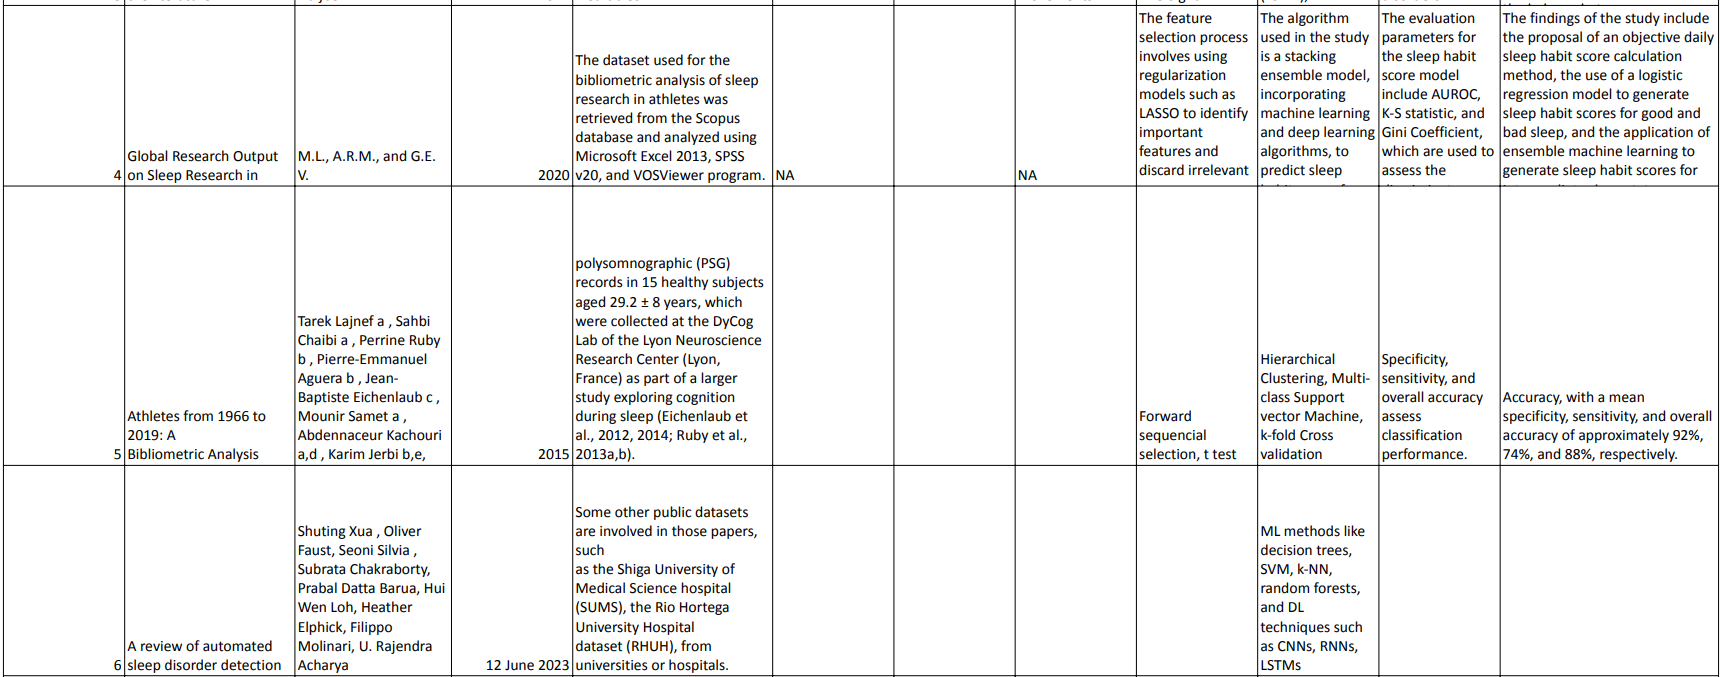 The feature
selection process
involves using
regularization
models such as
LASSO to identify
important
features and
discard irrelevant
The algorithm
used in the study
is a stacking
ensemble model,
incorporating
machine learning
and deep learning
algorithms, to
predict sleep
The evaluation
parameters for
the sleep habit
score model
include AUROC,
K-S statistic, and
Gini Coefficient,
which are used to
assess the
The findings of the study include
the proposal of an objective daily
sleep habit score calculation
method, the use of a logistic
regression model to generate
sleep habit scores for good and
bad sleep, and the application of
ensemble machine learning to
generate sleep habit scores for
The dataset used for the
bibliometric analysis of sleep
research in athletes was
retrieved from the Scopus
database and analyzed using
Microsoft Excel 2013, SPSS
v20, and VOSViewer program.
4
Global Research Output
on Sleep Research in
M.L., A.R.M., and G.E.
V.
2020
NA
NA
polysomnographic (PSG)
records in 15 healthy subjects
aged 29.2 ± 8 years, which
were collected at the DyCog
Lab of the Lyon Neuroscience
Research Center (Lyon,
France) as part of a larger
study exploring cognition
during sleep (Eichenlaub et
al., 2012, 2014; Ruby et al.,
2013a,b).
Tarek Lajnef a , Sahbi
Chaibi a , Perrine Ruby
b , Pierre-Emmanuel
Aguera b , Jean-
Baptiste Eichenlaub c ,
Mounir Samet a ,
Abdennaceur Kachouri
a,d , Karim Jerbi b,e,
5
Athletes from 1966 to
2019: A
Bibliometric Analysis
2015
Forward
sequencial
selection, t test
Hierarchical
Clustering, Multi-
class Support
vector Machine,
k-fold Cross
validation
Specificity,
sensitivity, and
overall accuracy
assess
classification
performance.
Accuracy, with a mean
specificity, sensitivity, and overall
accuracy of approximately 92%,
74%, and 88%, respectively.
Some other public datasets
are involved in those papers,
such
as the Shiga University of
Medical Science hospital
(SUMS), the Rio Hortega
University Hospital
dataset (RHUH), from
universities or hospitals.
Shuting Xua , Oliver
Faust, Seoni Silvia ,
Subrata Chakraborty,
Prabal Datta Barua, Hui
Wen Loh, Heather
Elphick, Filippo
Molinari, U. Rajendra
Acharya
6
A review of automated
sleep disorder detection
12 June 2023
ML methods like
decision trees,
SVM, k-NN,
random forests,
and DL
techniques such
as CNNs, RNNs,
LSTMs